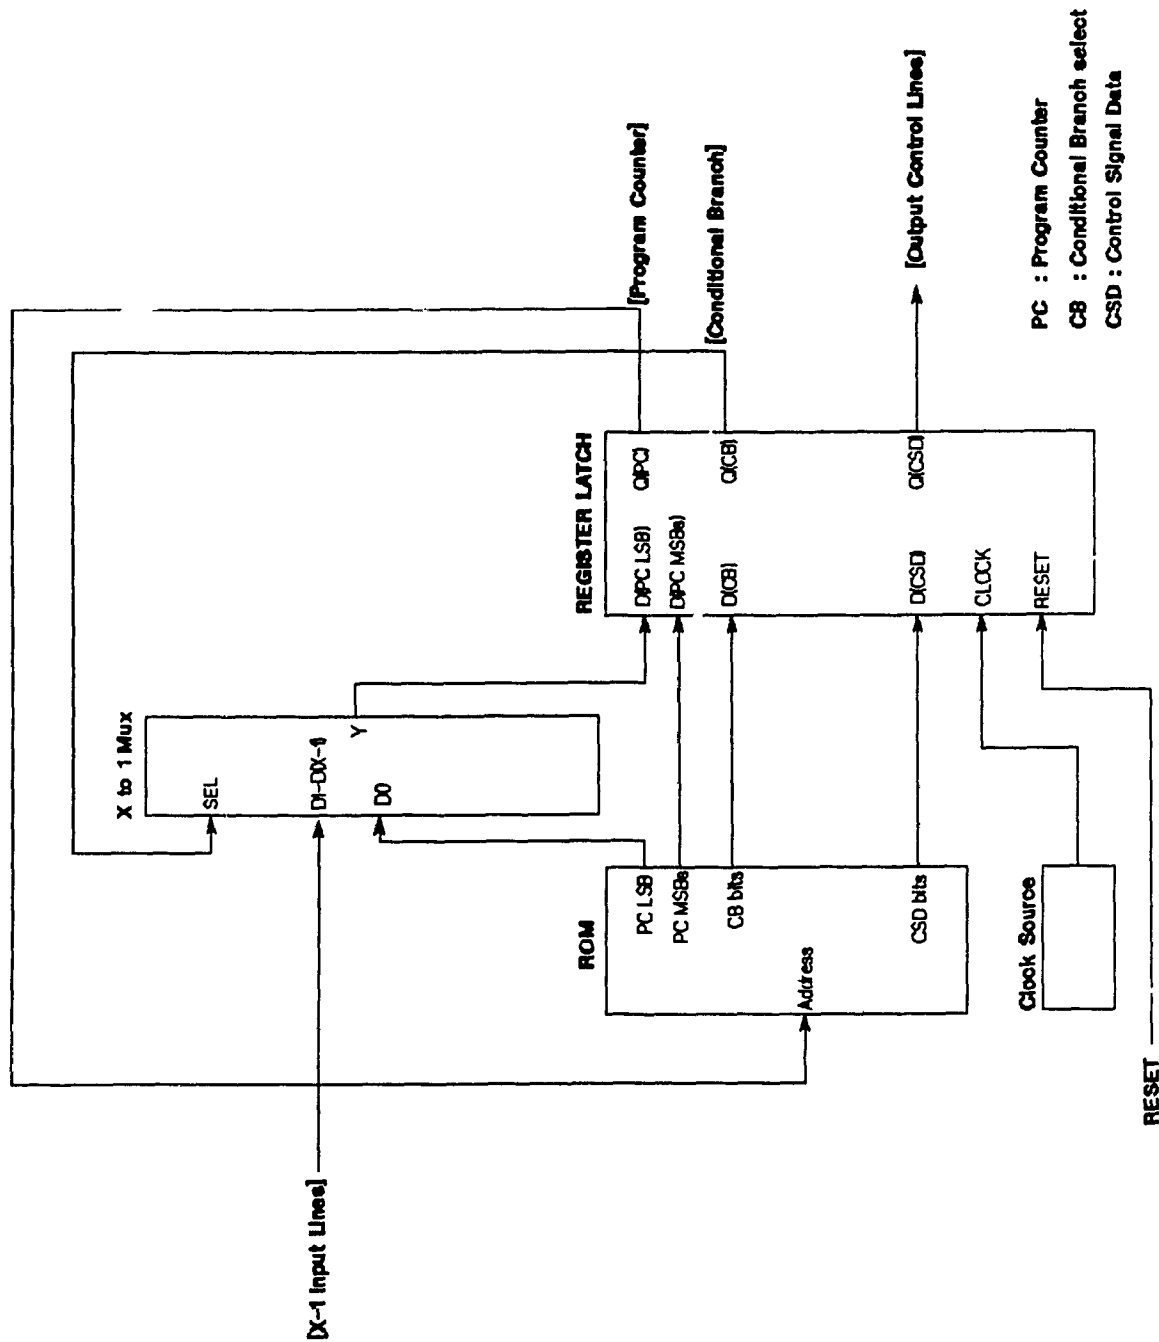 X to 1 Mux
SEL
D1-D(X-1)
D0
Y
[X-1 Input Lines]
ROM
PC LSB
PC MSBs
CB bits
CSD bits
Address
REGISTER LATCH
D(PC LSB)
D(PC MSBs)
D(CB)
D(CSD)
CLOCK
RESET
Q(PC)
Q(CB)
Q(CSD)
[Program Counter]
[Conditional Branch]
[Output Control Lines]
Clock Source
RESET
PC : Program Counter
CB : Conditional Branch select
CSD : Control Signal Data